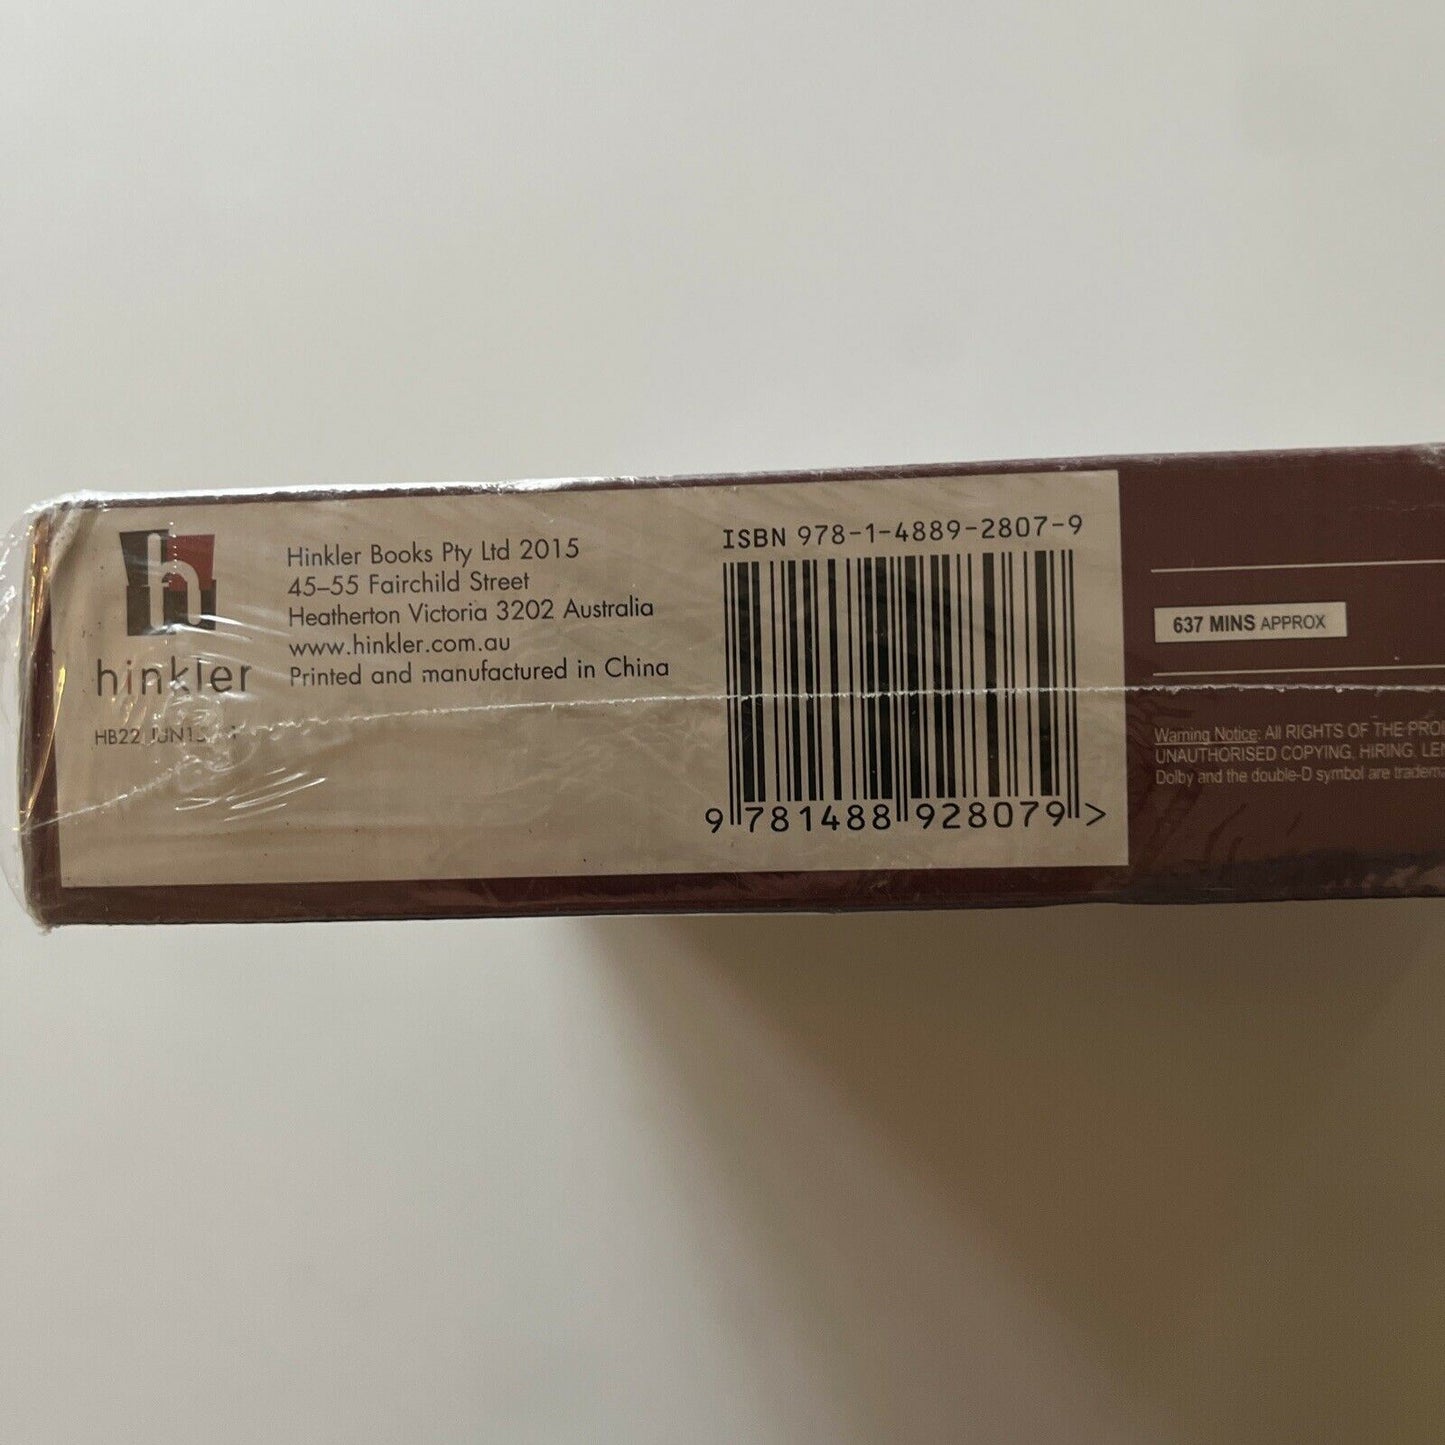 h
hinkler
HB22 JUN15
Hinkler Books Pty Ltd 2015
45–55 Fairchild Street
Heatherton Victoria 3202 Australia
www.hinkler.com.au
Printed and manufactured in China
ISBN 978-1-4889-2807-9
9 781488 928079 >
637 MINS APPROX
Warning Notice: All RIGHTS OF THE
UNAUTHORISED COPYING, HIRING,
Dolby and the double-D symbol are